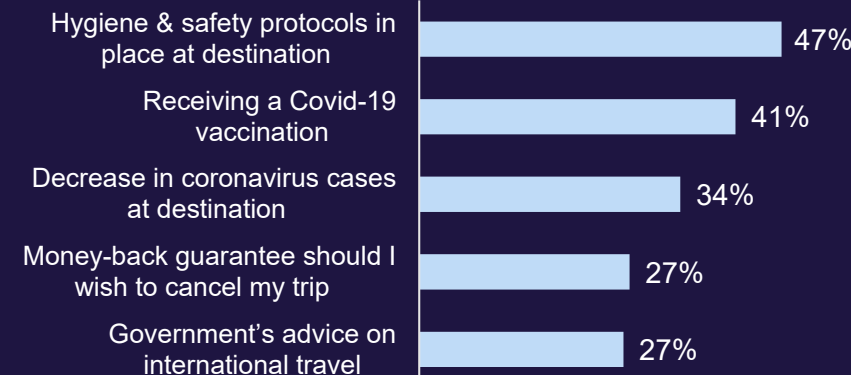 Hygiene & safety protocols in
place at destination
47%
Receiving a Covid-19
vaccination
41%
Decrease in coronavirus cases
at destination
34%
Money-back guarantee should I
wish to cancel my trip
27%
Government’s advice on
international travel
27%